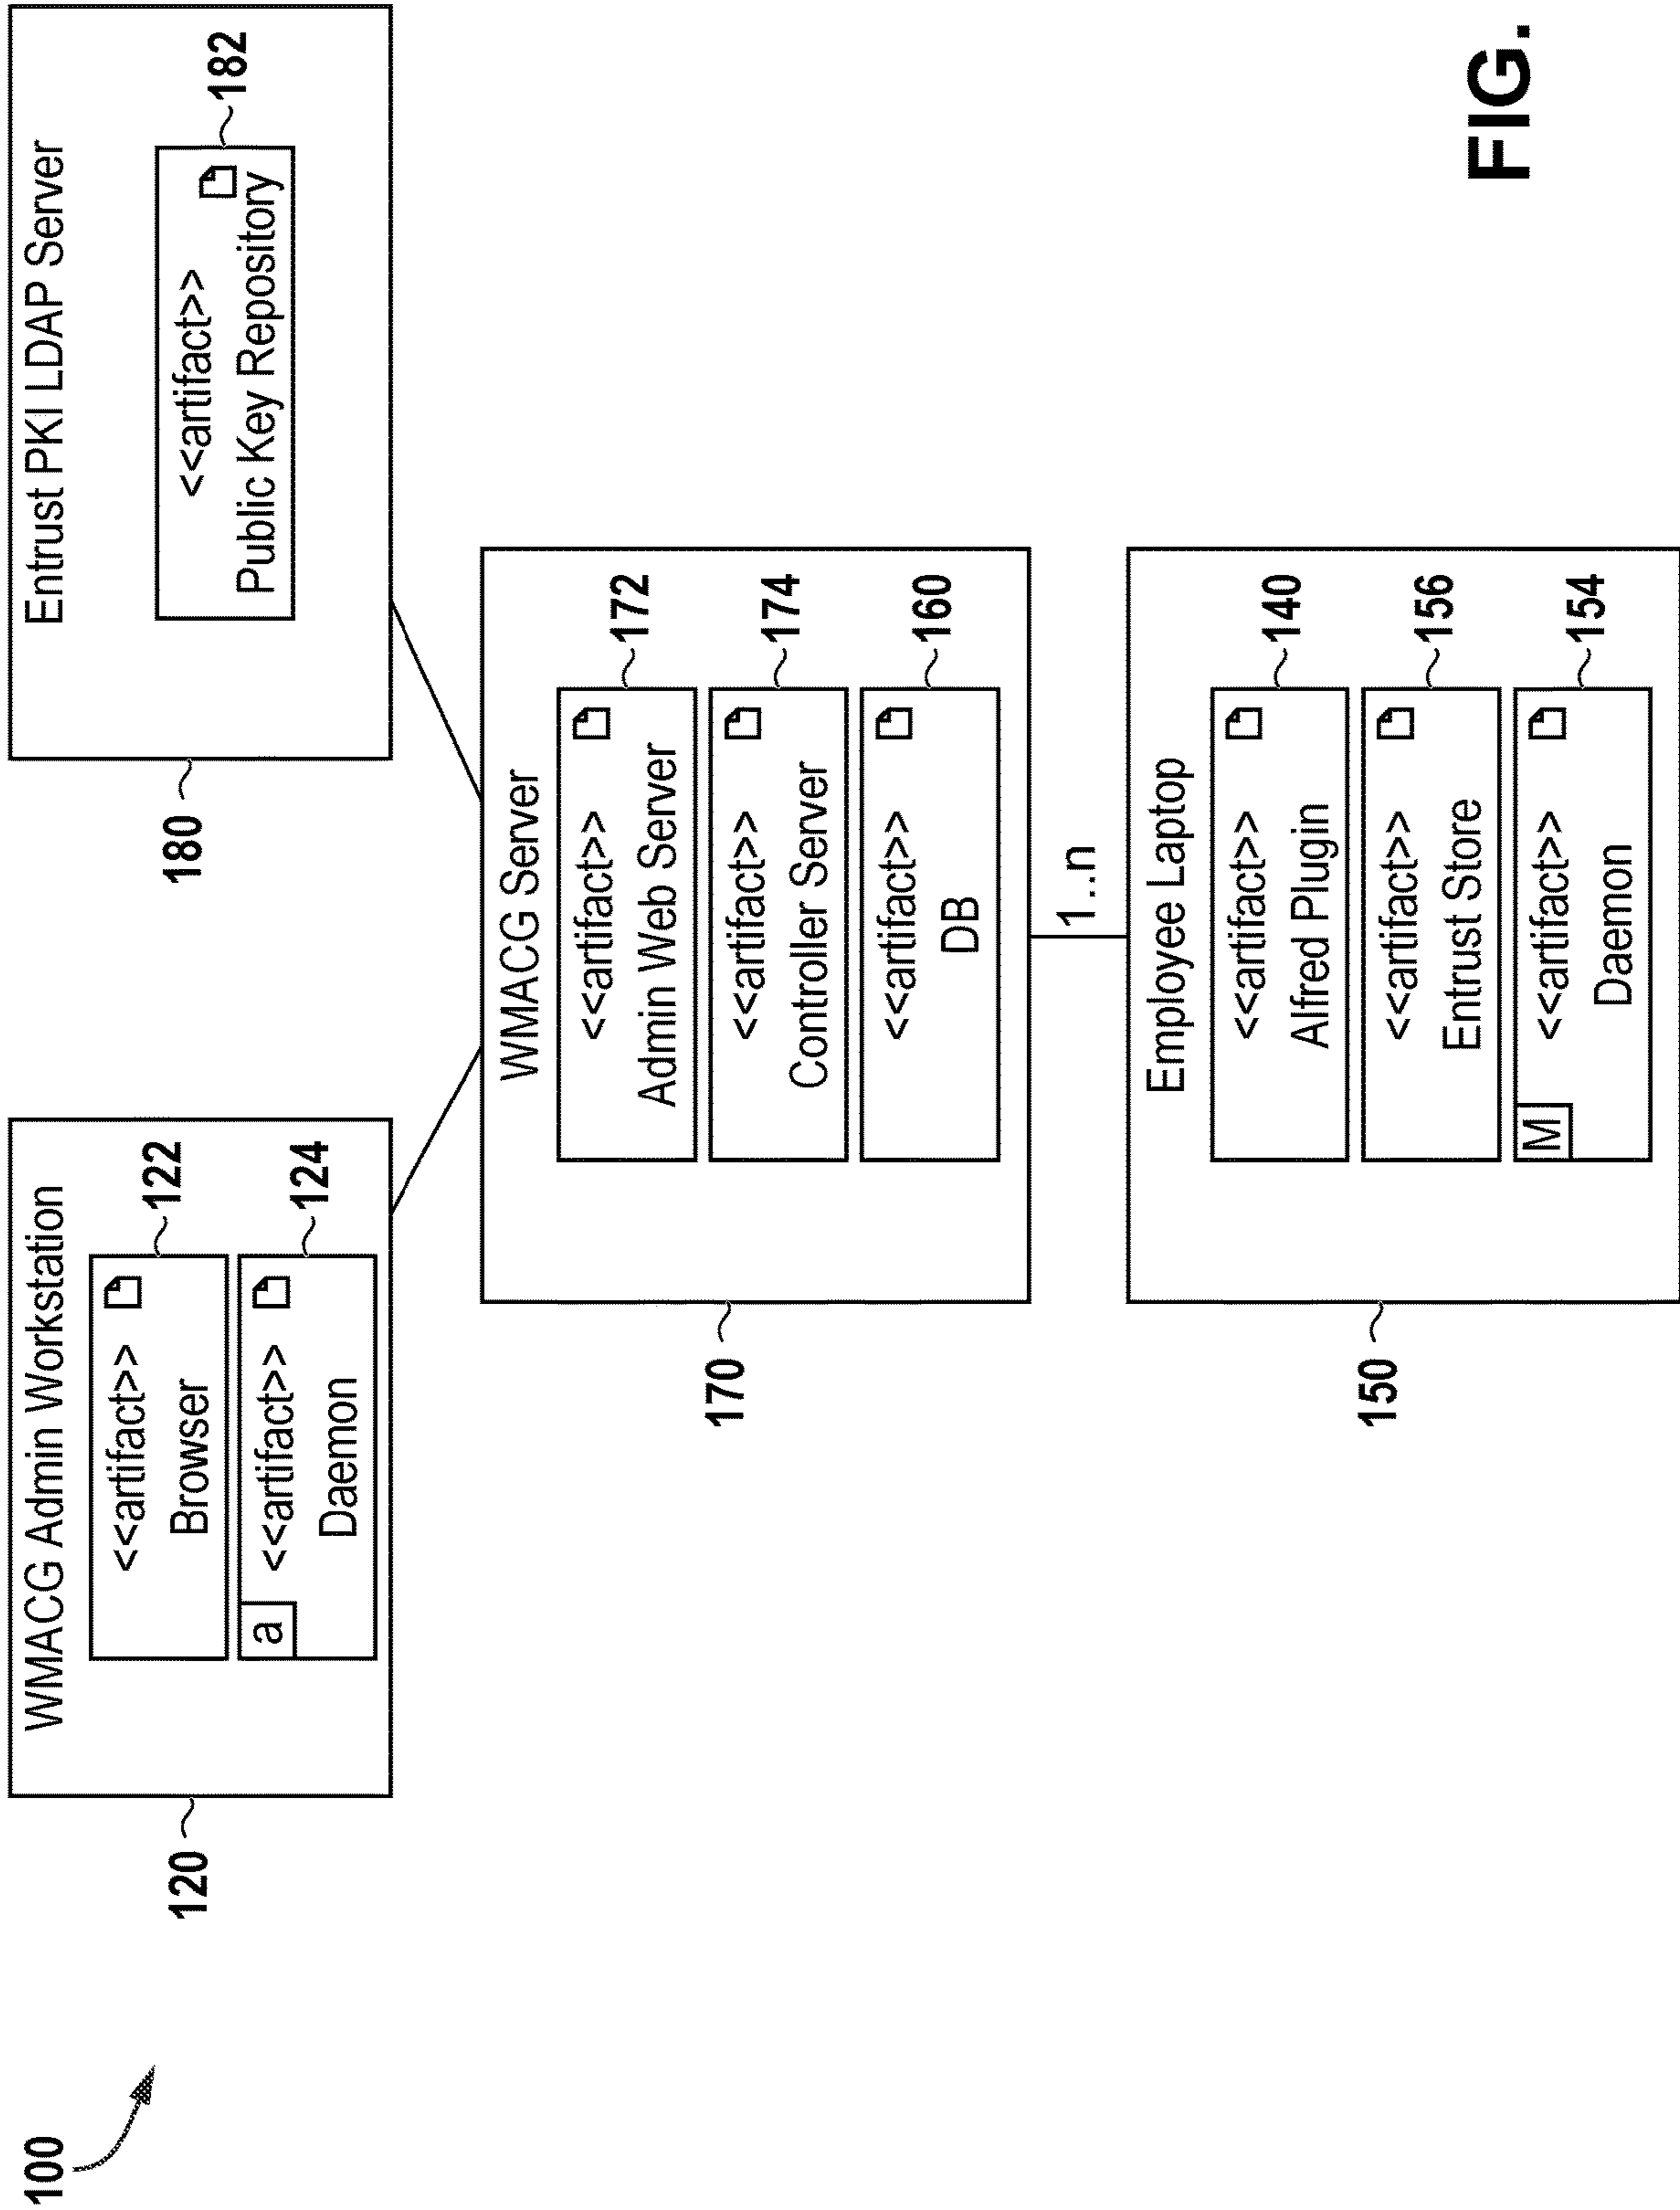 100
WMACG Admin Workstation
120
<<artifact>>
Browser
122
a
<<artifact>>
Daemon
124
Entrust PKI LDAP Server
180
<<artifact>>
Public Key Repository
182
WMACG Server
170
<<artifact>>
Admin Web Server
172
<<artifact>>
Controller Server
174
<<artifact>>
DB
160
1..n
Employee Laptop
150
<<artifact>>
Alfred Plugin
140
<<artifact>>
Entrust Store
156
M
<<artifact>>
Daemon
154
FIG.